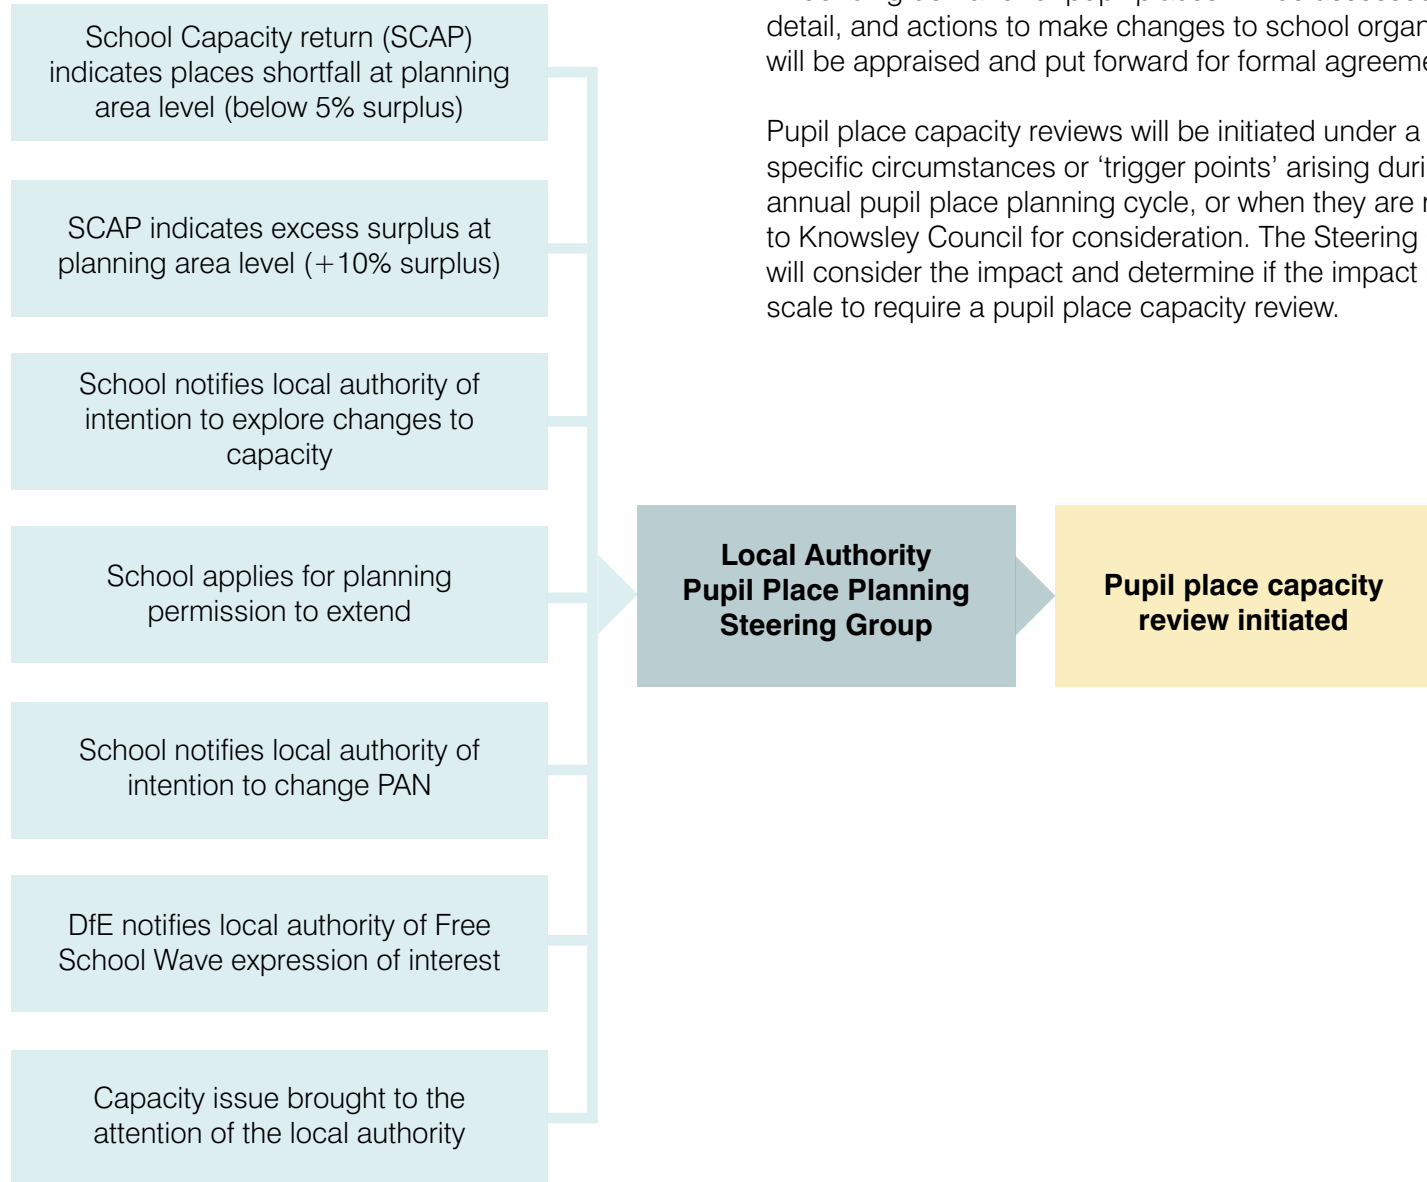 School Capacity return (SCAP)
indicates places shortfall at planning
area level (below 5% surplus)
SCAP indicates excess surplus at
planning area level (+10% surplus)
School notifies local authority of
intention to explore changes to
capacity
School applies for planning
permission to extend
School notifies local authority of
intention to change PAN
DfE notifies local authority of Free
School Wave expression of interest
Capacity issue brought to the
attention of the local authority
Local Authority
Pupil Place Planning
Steering Group
Pupil place capacity
review initiated
detail, and actions to make changes to school
will be appraised and put forward for formal
Pupil place capacity reviews will be initiated under a
specific circumstances or ‘trigger points’ arising
annual pupil place planning cycle, or when they are
to Knowsley Council for consideration. The Steering
will consider the impact and determine if the impact
scale to require a pupil place capacity review.